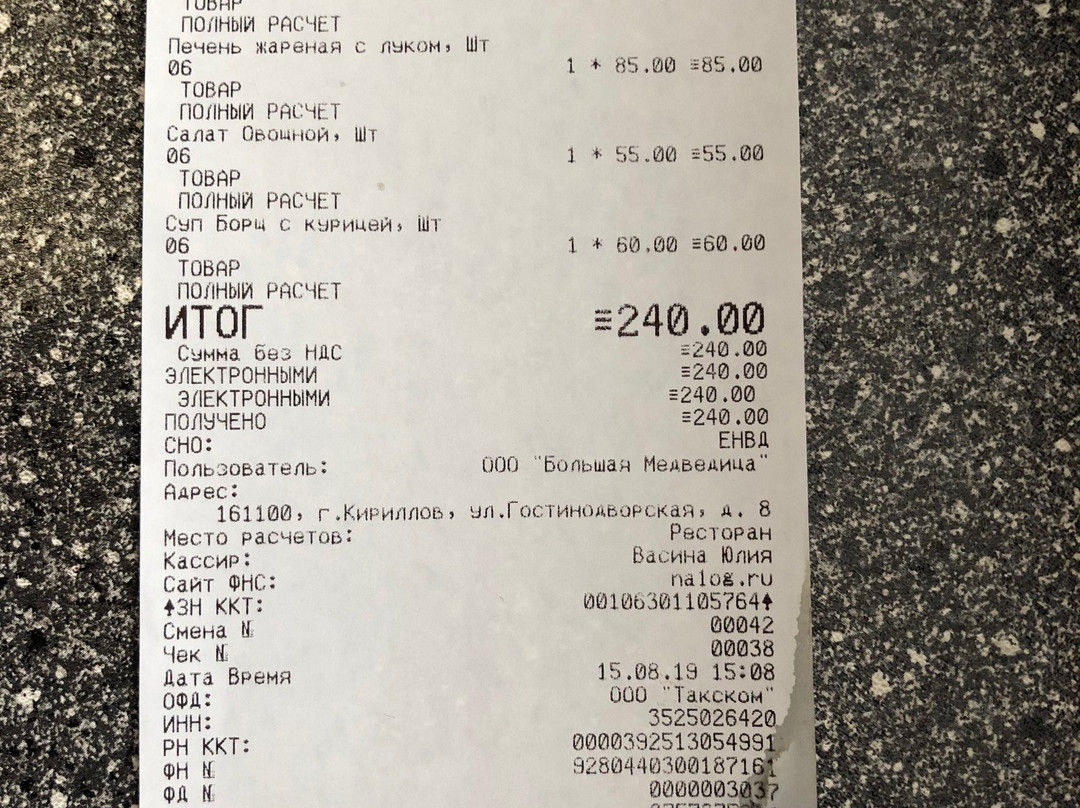 ТОВАР
ПОЛНЫЙ РАСЧЕТ
Печень жареная с луком, Шт
06 1 * 85.00 ≡85.00
ТОВАР
ПОЛНЫЙ РАСЧЕТ
Салат Овощной, Шт
06 1 * 55.00 ≡55.00
ТОВАР
ПОЛНЫЙ РАСЧЕТ
Суп Борщ с курицей, Шт
06 1 * 60.00 ≡60.00
ТОВАР
ПОЛНЫЙ РАСЧЕТ
ИТОГ ≡240.00
Сумма без НДС ≡240.00
ЭЛЕКТРОННЫМИ ≡240.00
ЭЛЕКТРОННЫМИ ≡240.00
ПОЛУЧЕНО ≡240.00
СНО: ЕНВД
Пользователь: ООО "Большая Медведица"
Адрес:
161100, г.Кириллов, ул.Гостинодворская, д. 8
Место расчетов: Ресторан
Кассир: Васина Юлия
Сайт ФНС: nalog.ru
↑ЗН ККТ: 00106301105764↑
Смена № 00042
Чек № 00038
Дата Время 15.08.19 15:08
ОФД: ООО "Такском"
ИНН: 3525026420
РН ККТ: 0000392513054991
ФН № 9280440300187161
ФД № 0000003037